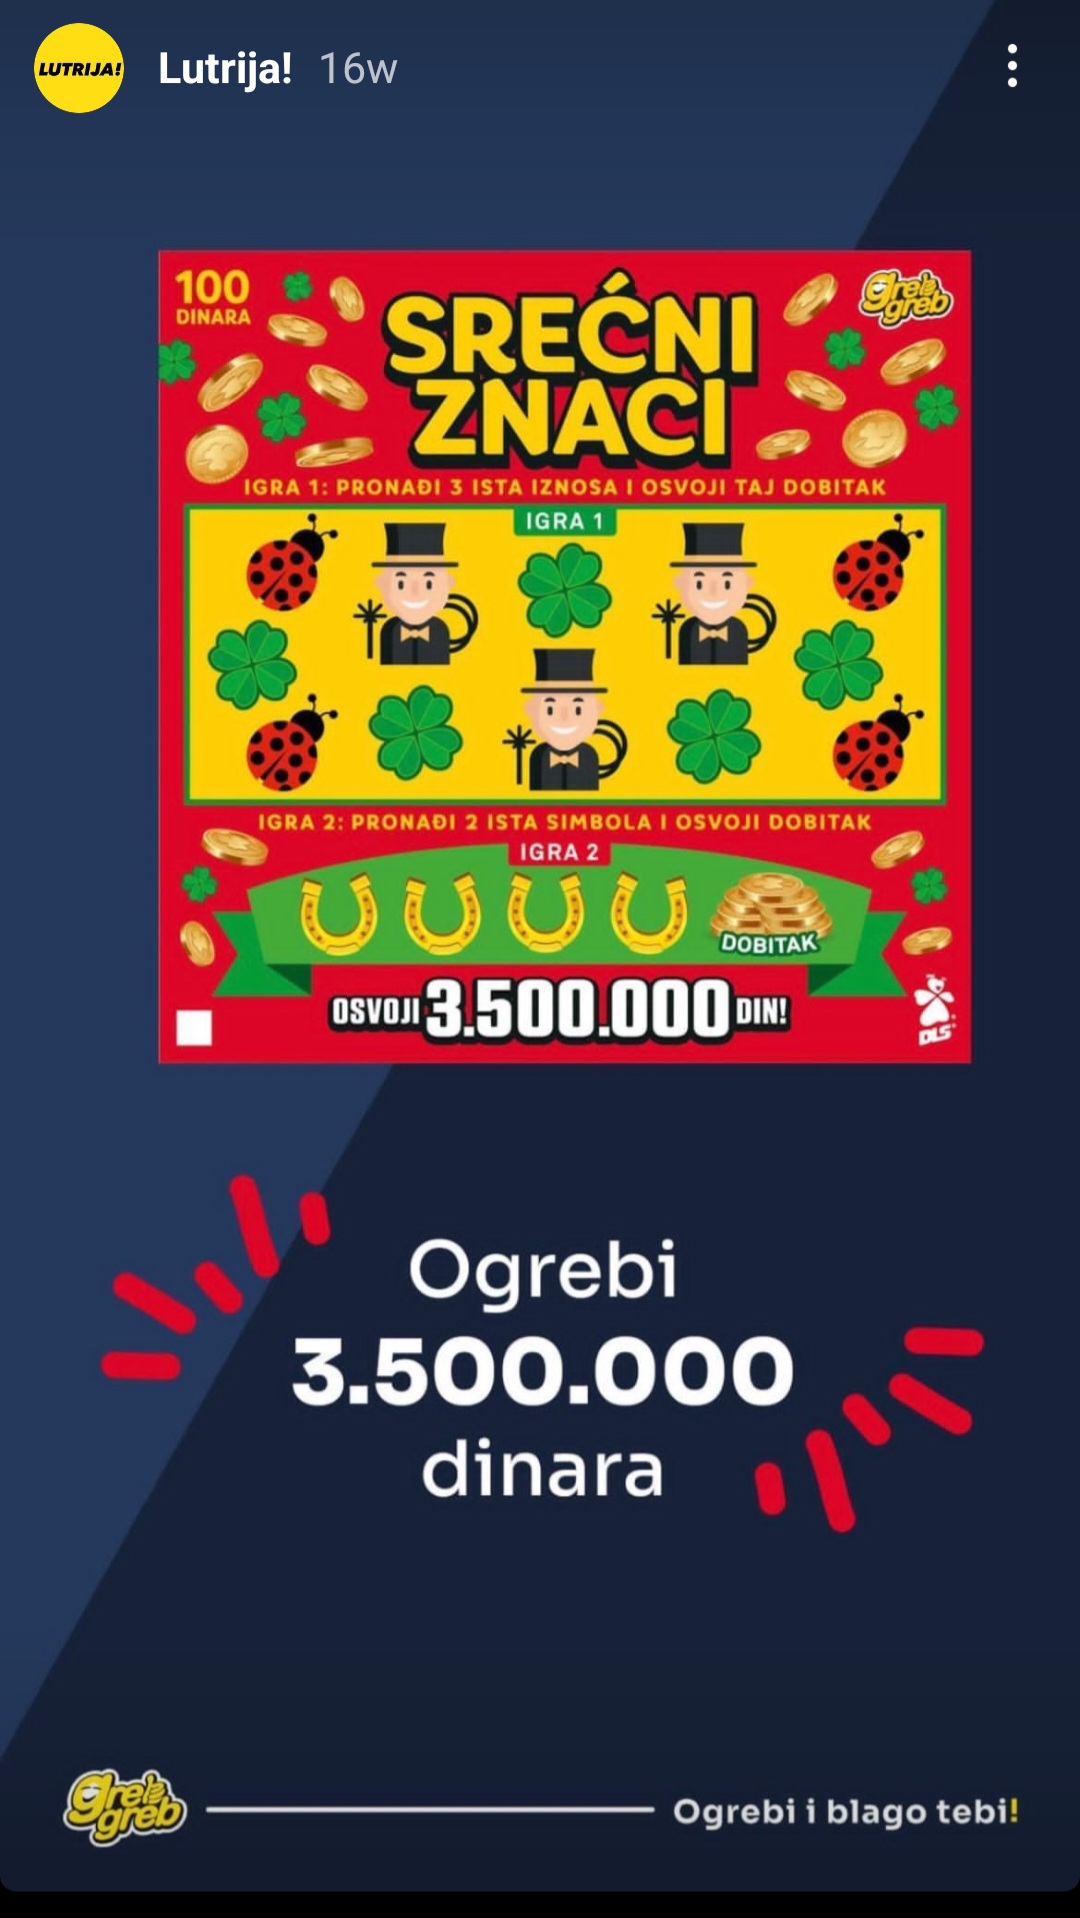 LUTRIJA!
Lutrija! 16w
100
DINARA
SREĆNI
ZNACI
greb
greb
IGRA 1: PRONAĐI 3 ISTA IZNOSA I OSVOJI TAJ DOBITAK
IGRA 1
IGRA 2: PRONAĐI 2 ISTA SIMBOLA I OSVOJI DOBITAK
IGRA 2
DOBITAK
OSVOJI 3.500.000 DIN!
DLS
Ogrebi
3.500.000
dinara
greb
greb
Ogrebi i blago tebi!